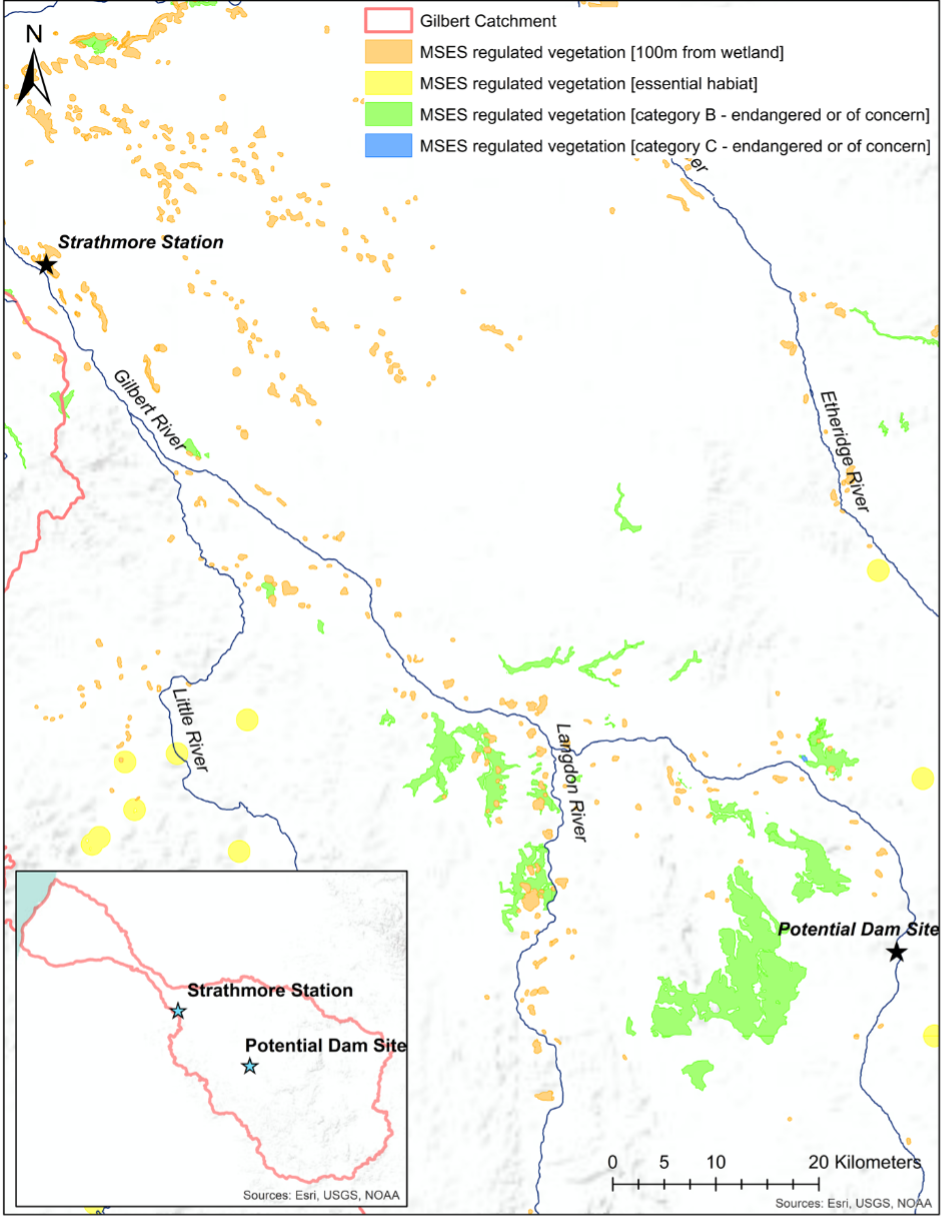 Gilbert Catchment
MSES regulated vegetation [100m from wetland]
MSES regulated vegetation [essential habiat]
MSES regulated vegetation [category B - endangered or of concern]
MSES regulated vegetation [category C - endangered or of concern]
N
er
Strathmore Station
Gilbert River
Etheridge River
Little River
Langdon River
Potential Dam Site
Strathmore Station
Potential Dam Site
Sources: Esri, USGS, NOAA
0 5 10 20 Kilometers
Sources: Esri, USGS, NOAA